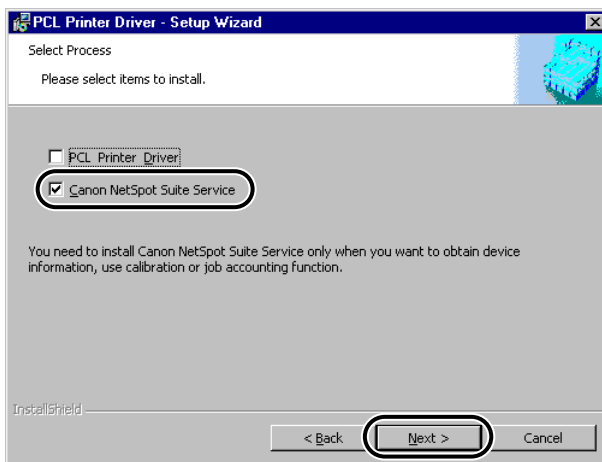 PCL Printer Driver - Setup Wizard
Select Process
Please select items to install.
PCL Printer Driver
Canon NetSpot Suite Service
You need to install Canon NetSpot Suite Service only when you want to obtain device
information, use calibration or job accounting function.
InstallShield
< Back Next > Cancel